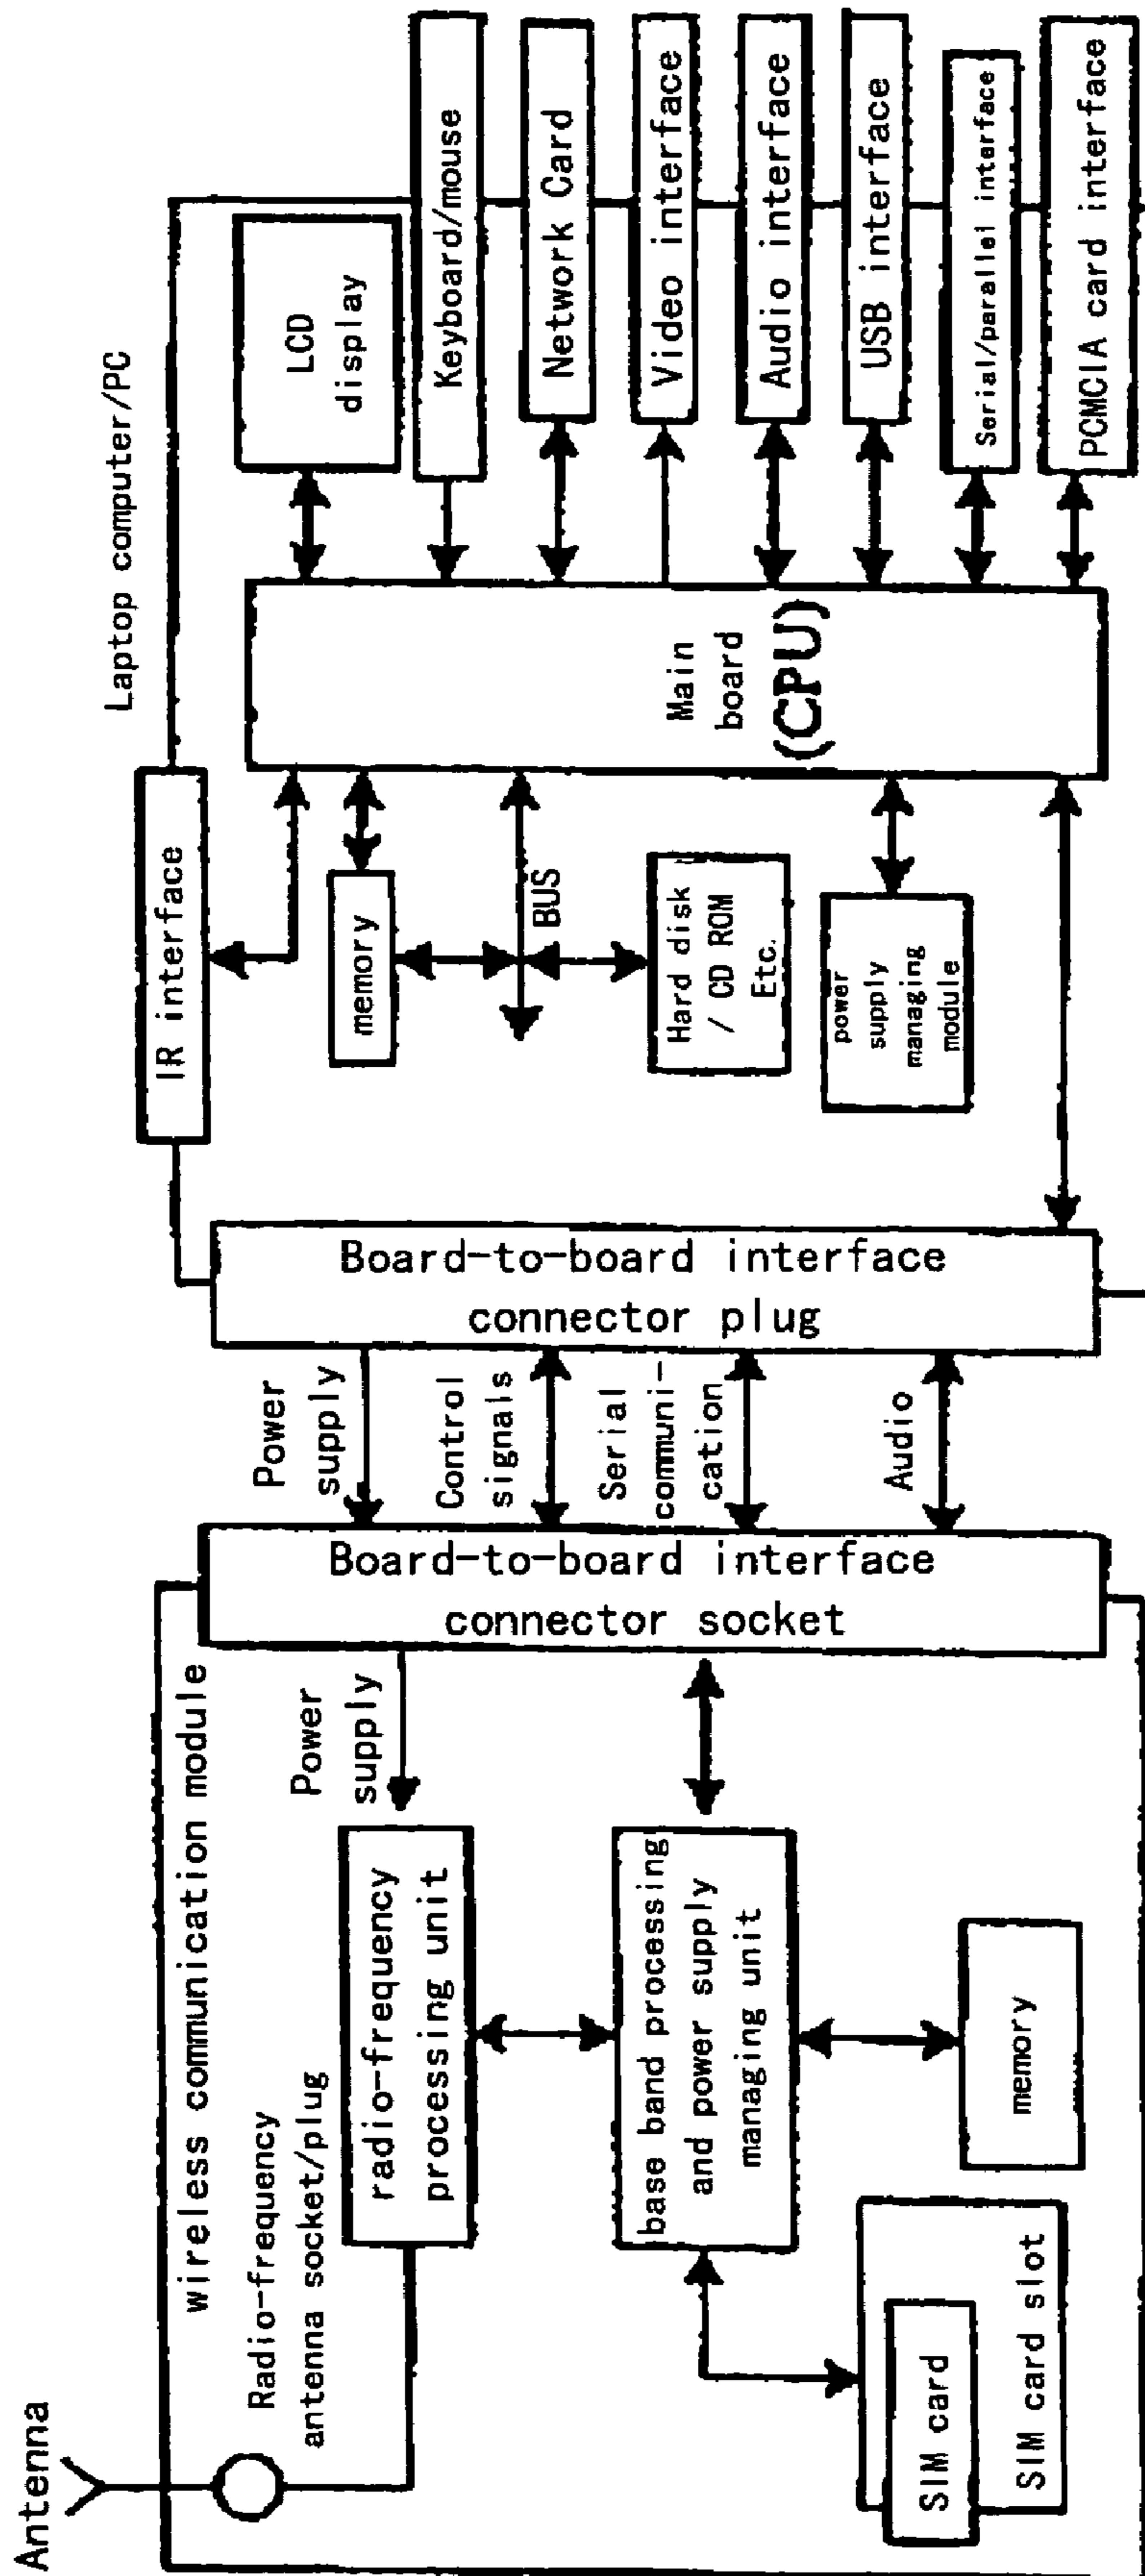 Antenna
wireless communication module
Radio-frequency
antenna socket/plug
radio-frequency
processing unit
Power
supply
base band processing
and power supply
managing unit
SIM card
SIM card slot
memory
Board-to-board interface
connector socket
Power
supply
Control
signals
Serial
communi-
cation
Audio
Board-to-board interface
connector plug
Laptop computer/PC
IR interface
memory
BUS
Hard disk
/ CD ROM
Etc.
power
supply
managing
module
Main
board
(CPU)
LCD
display
Keyboard/mouse
Network Card
Video interface
Audio interface
USB interface
Serial/parallel interface
PCMCIA card interface